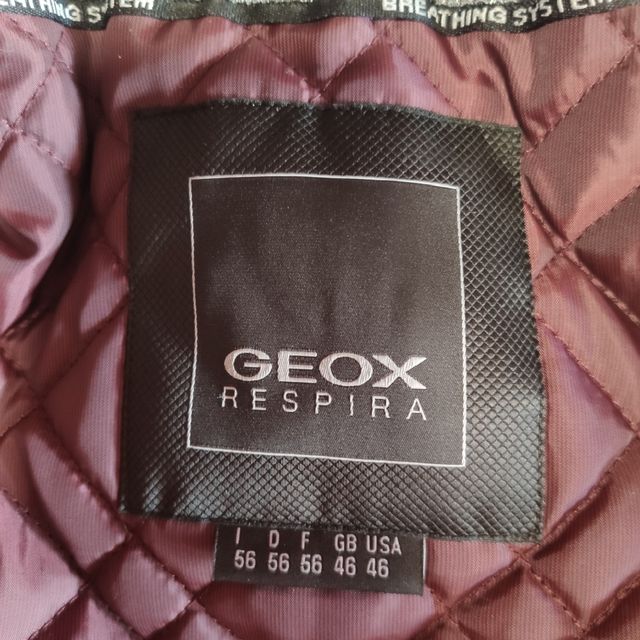 BREATHING SYSTEM BREATHING SYSTEM
GEOX
RESPIRA
I D F GB USA
56 56 56 46 46